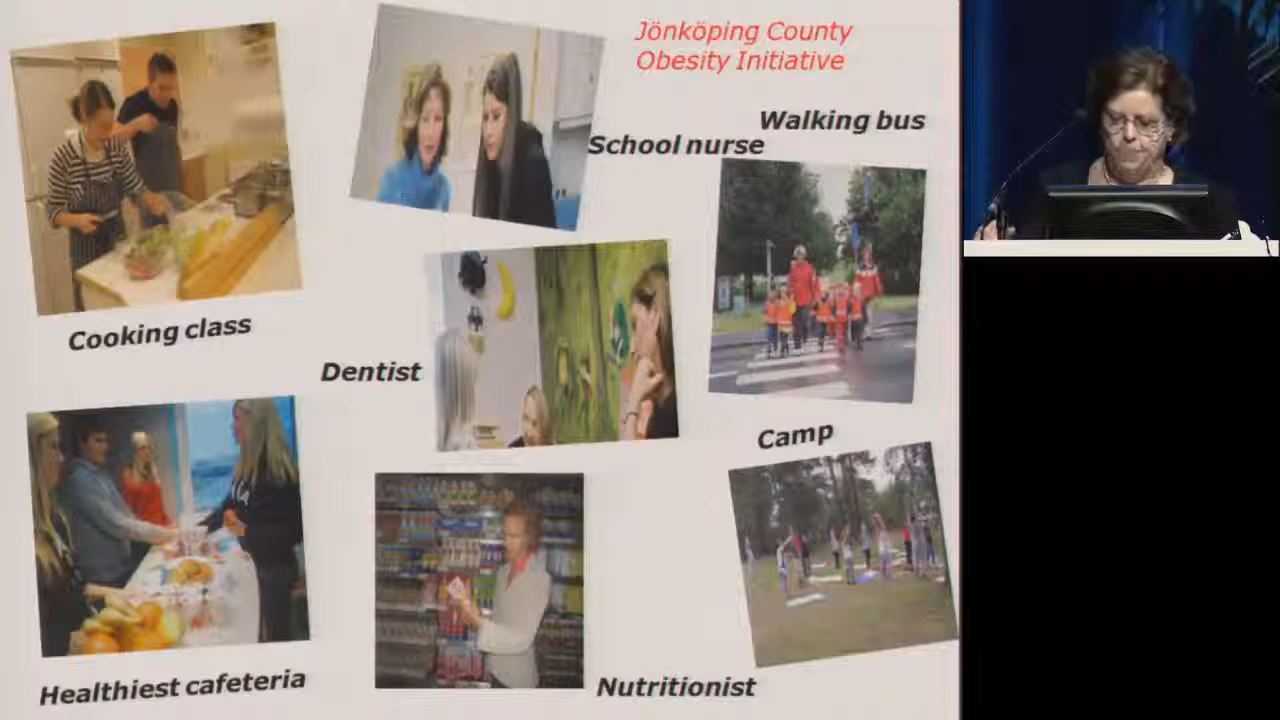 Jönköping County
Obesity Initiative
Walking bus
School nurse
Cooking class
Dentist
Camp
Healthiest cafeteria
Nutritionist